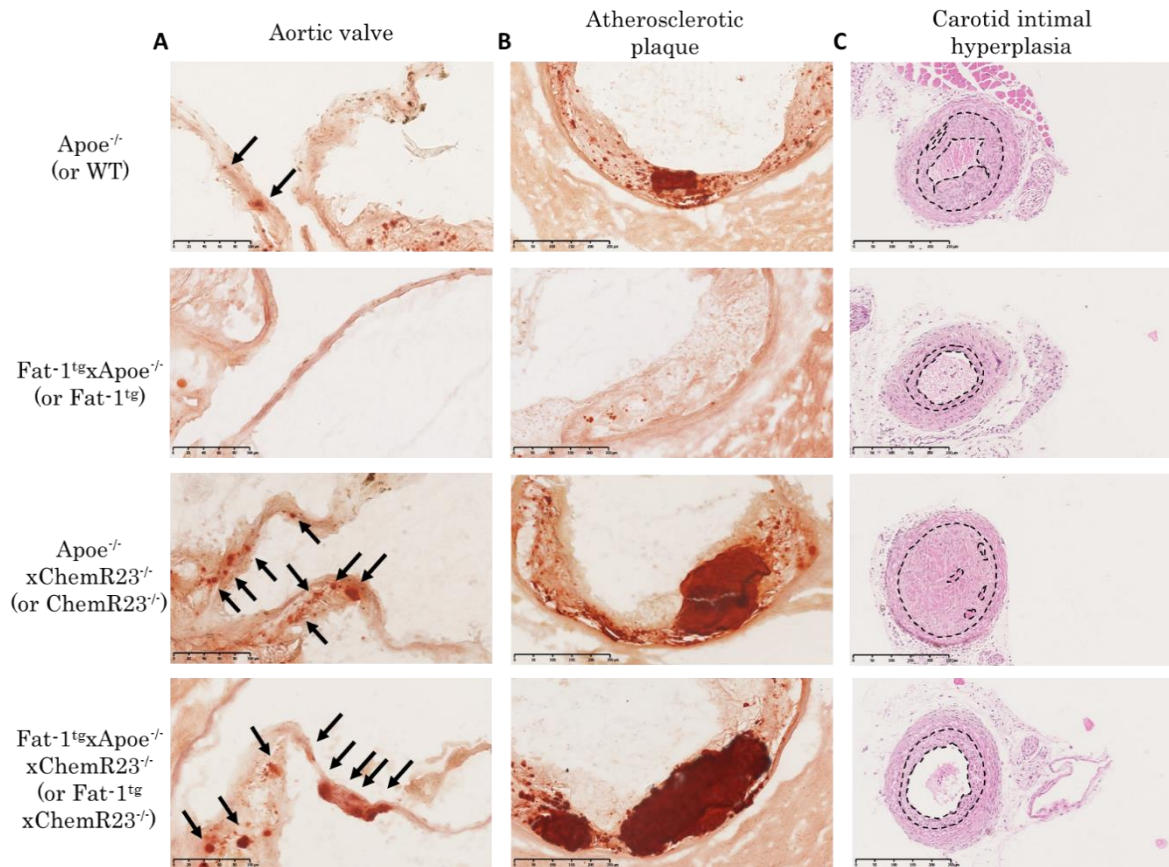 A
Aortic valve
B
Atherosclerotic
plaque
C
Carotid intimal
hyperplasia
Apoe-/-
(or WT)
Fat-1tgxApoe-/-
(or Fat-1tg)
Apoe-/-
xChemR23-/-
(or ChemR23-/-)
Fat-1tgxApoe-/-
xChemR23-/-
(or Fat-1tg
xChemR23-/-)